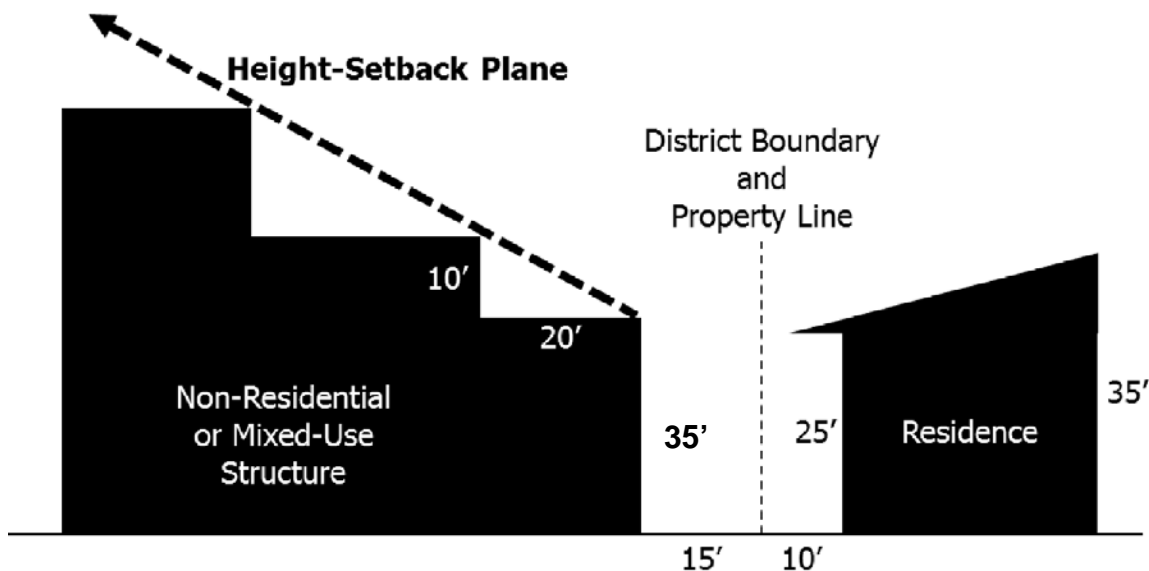 Height-Setback Plane
District Boundary
and
Property Line
10′
20′
Non-Residential
or Mixed-Use
Structure
35’
25′
Residence
35′
15′
10′